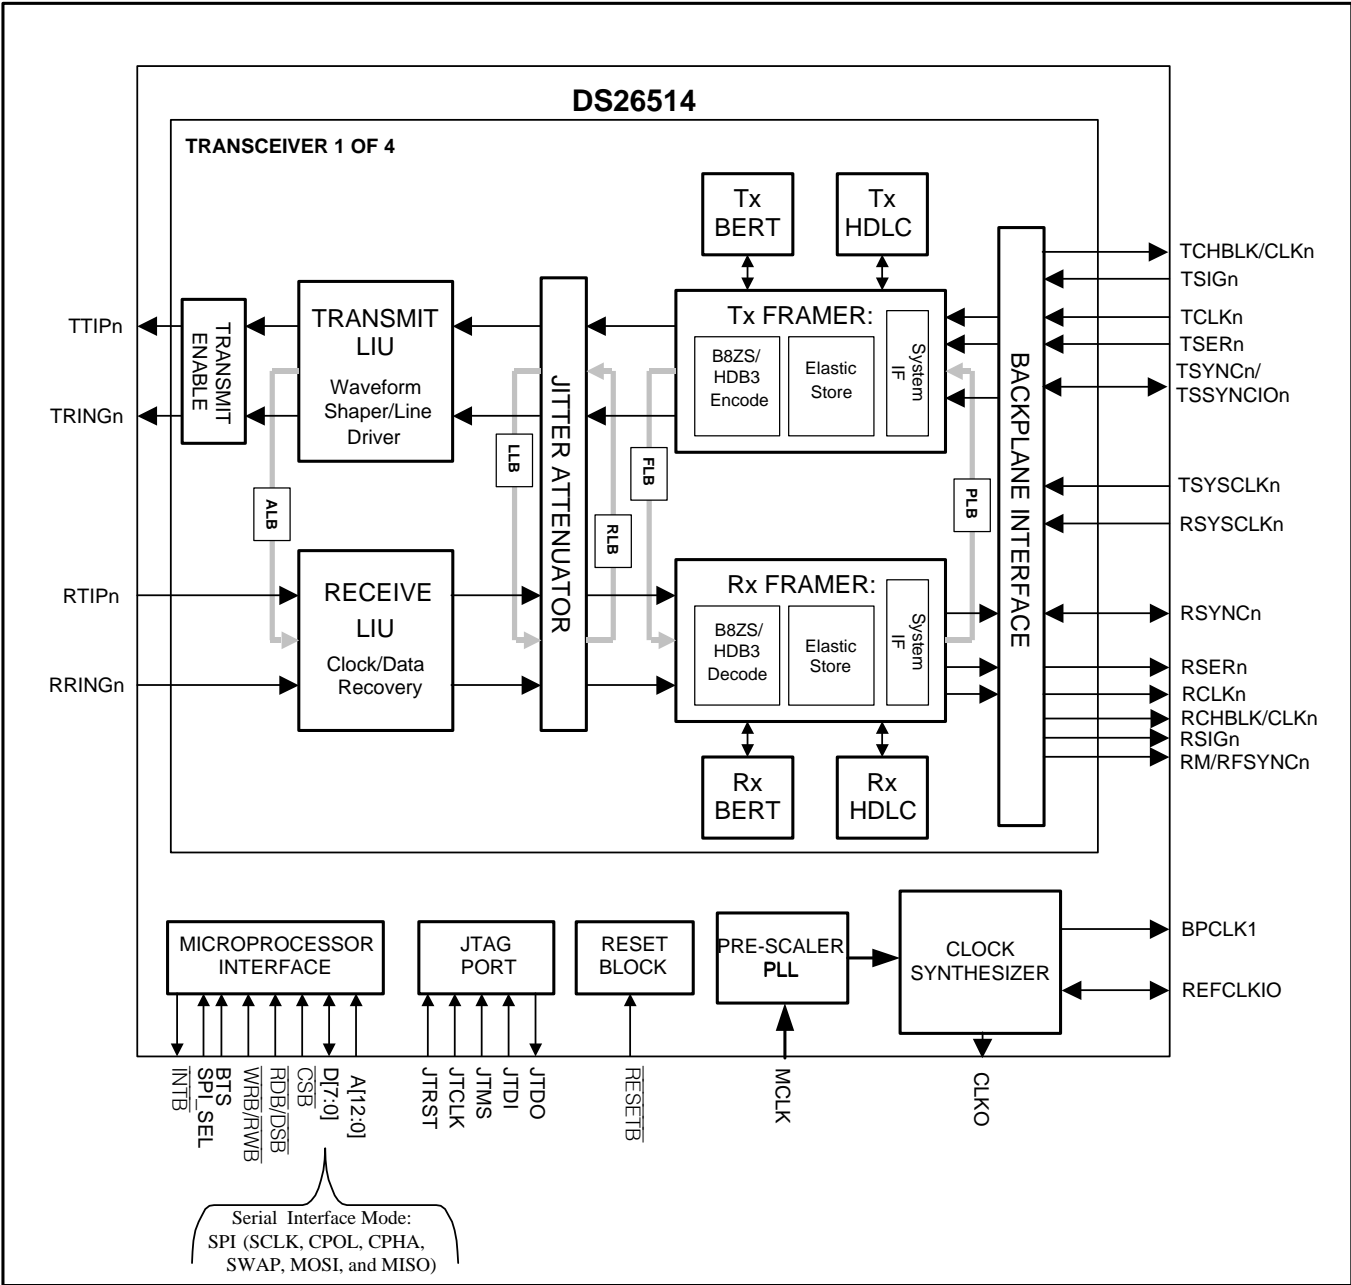 DS26514
TRANSCEIVER 1 OF 4
Tx
BERT
Tx
HDLC
TTIPn
TRINGn
TRANSMIT
ENABLE
TRANSMIT
LIU
Waveform
Shaper/Line
Driver
JITTER ATTENUATOR
Tx FRAMER:
B8ZS/
HDB3
Encode
Elastic
Store
System
IF
BACKPLANE INTERFACE
TCHBLK/CLKn
TSIGn
TCLKn
TSERn
TSYNCn/
TSSYNCIOn
TSYSCLKn
RSYSCLKn
ALB
LLB
RLB
FLB
PLB
RTIPn
RRINGn
RECEIVE
LIU
Clock/Data
Recovery
Rx FRAMER:
B8ZS/
HDB3
Decode
Elastic
Store
System
IF
RSYNCn
RSERn
RCLKn
RCHBLK/CLKn
RSIGn
RM/RFSYNCn
Rx
BERT
Rx
HDLC
MICROPROCESSOR
INTERFACE
JTAG
PORT
RESET
BLOCK
PRE-SCALER
PLL
CLOCK
SYNTHESIZER
BPCLK1
REFCLKIO
INTB
SPI_SEL
BTS
WRB/RWB
RDB/DSB
CSB
D[7:0]
A[12:0]
JTRST
JTCLK
JTMS
JTDI
JTDO
RESETB
MCLK
CLKO
Serial Interface Mode:
SPI (SCLK, CPOL, CPHA,
SWAP, MOSI, and MISO)